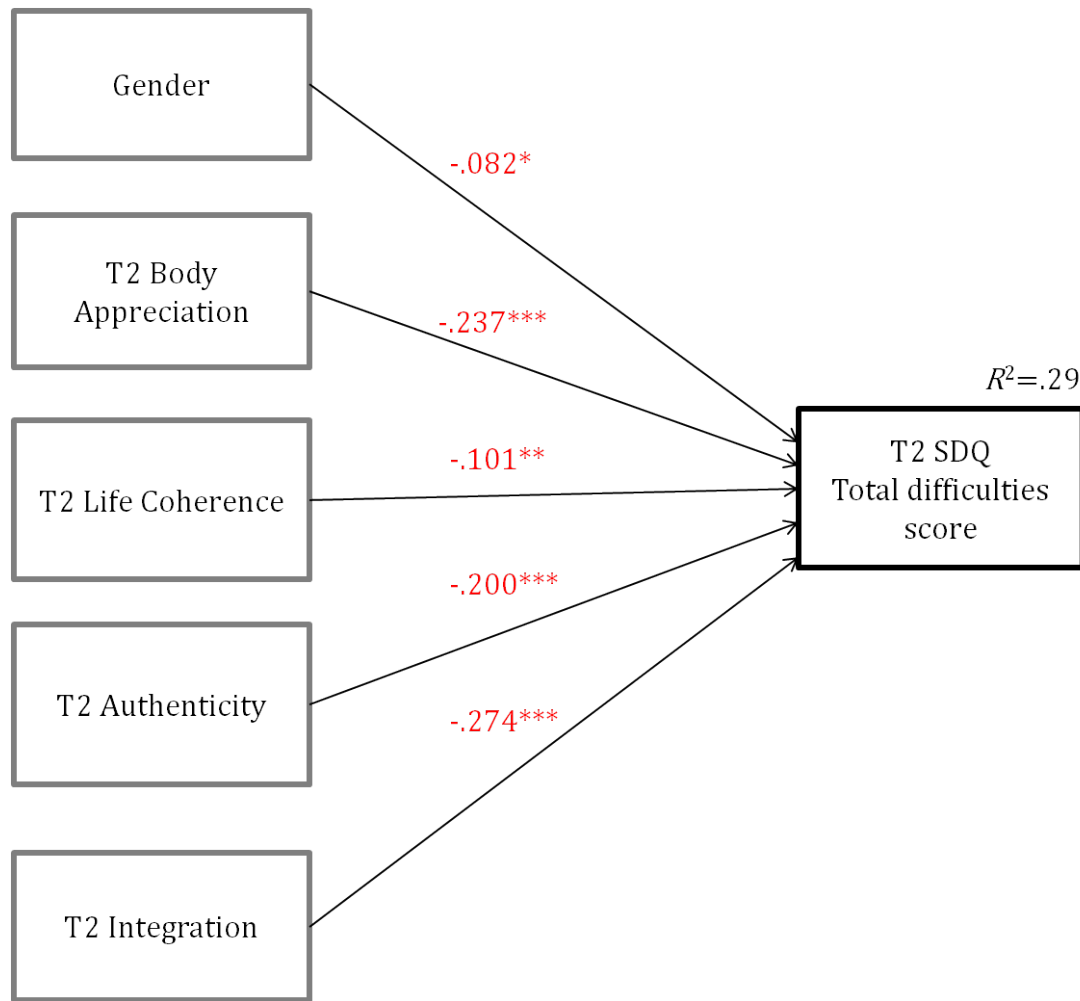 Gender
-.082*
T2 Body
Appreciation
-.237***
R²=.29
T2 Life Coherence
-.101**
T2 SDQ
Total difficulties
score
T2 Authenticity
-.200***
T2 Integration
-.274***